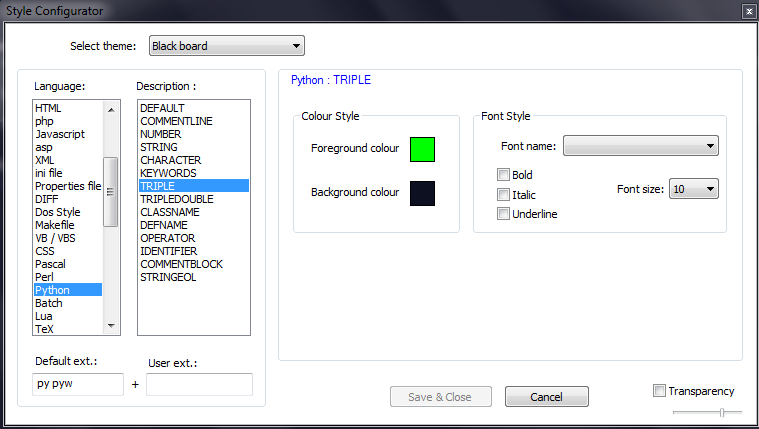 Style Configurator
Select theme: Black board
Language:
HTML
php
Javascript
asp
XML
ini file
Properties file
DIFF
Dos Style
Makefile
VB / VBS
CSS
Pascal
Perl
Python
Batch
Lua
TeX
Description :
DEFAULT
COMMENTLINE
NUMBER
STRING
CHARACTER
KEYWORDS
TRIPLE
TRIPLEDOUBLE
CLASSNAME
DEFNAME
OPERATOR
IDENTIFIER
COMMENTBLOCK
STRINGEOL
Default ext.:
py pyw
+
User ext.:
Python : TRIPLE
Colour Style
Foreground colour
Background colour
Font Style
Font name:
Bold
Italic
Underline
Font size: 10
Save & Close
Cancel
Transparency